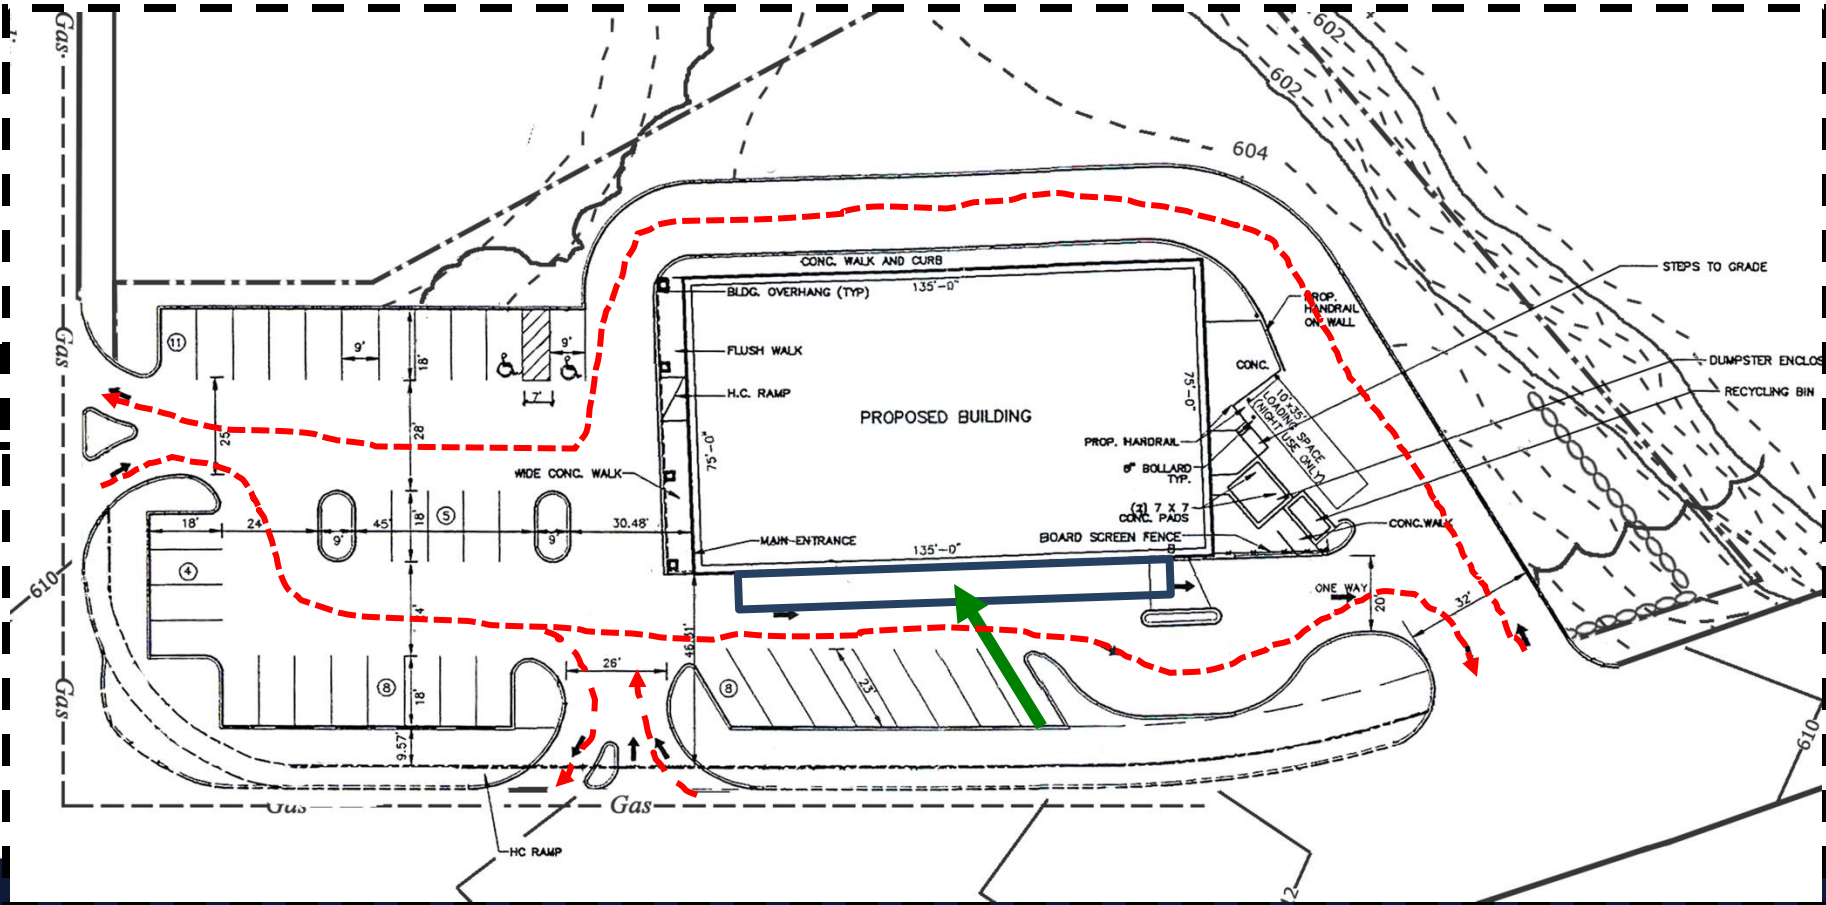 602
602
604
Gas
Gas
Gas
Gas
Gas
610
610
CONC. WALK AND CURB
135'-0"
BLDG. OVERHANG (TYP)
FLUSH WALK
H.C. RAMP
PROPOSED BUILDING
75'-0"
75'-0"
WIDE CONC. WALK
MAIN ENTRANCE
135'-0"
BOARD SCREEN FENCE
PROP. HANDRAIL
6" BOLLARD
TYP.
(2) 7 X 7
CONC. PADS
PROP.
HANDRAIL
ON WALL
CONC.
10'x35'
LOADING SPACE
(NIGHT USE ONLY)
STEPS TO GRADE
DUMPSTER ENCLOS
RECYCLING BIN
CONC.WALK
ONE WAY
20'
32'
11
9'
18'
9'
7'
25'
28'
18'
24
9'
45'
18'
5
9'
30.48'
4
8
18'
9.57'
26'
8
23'
HC RAMP